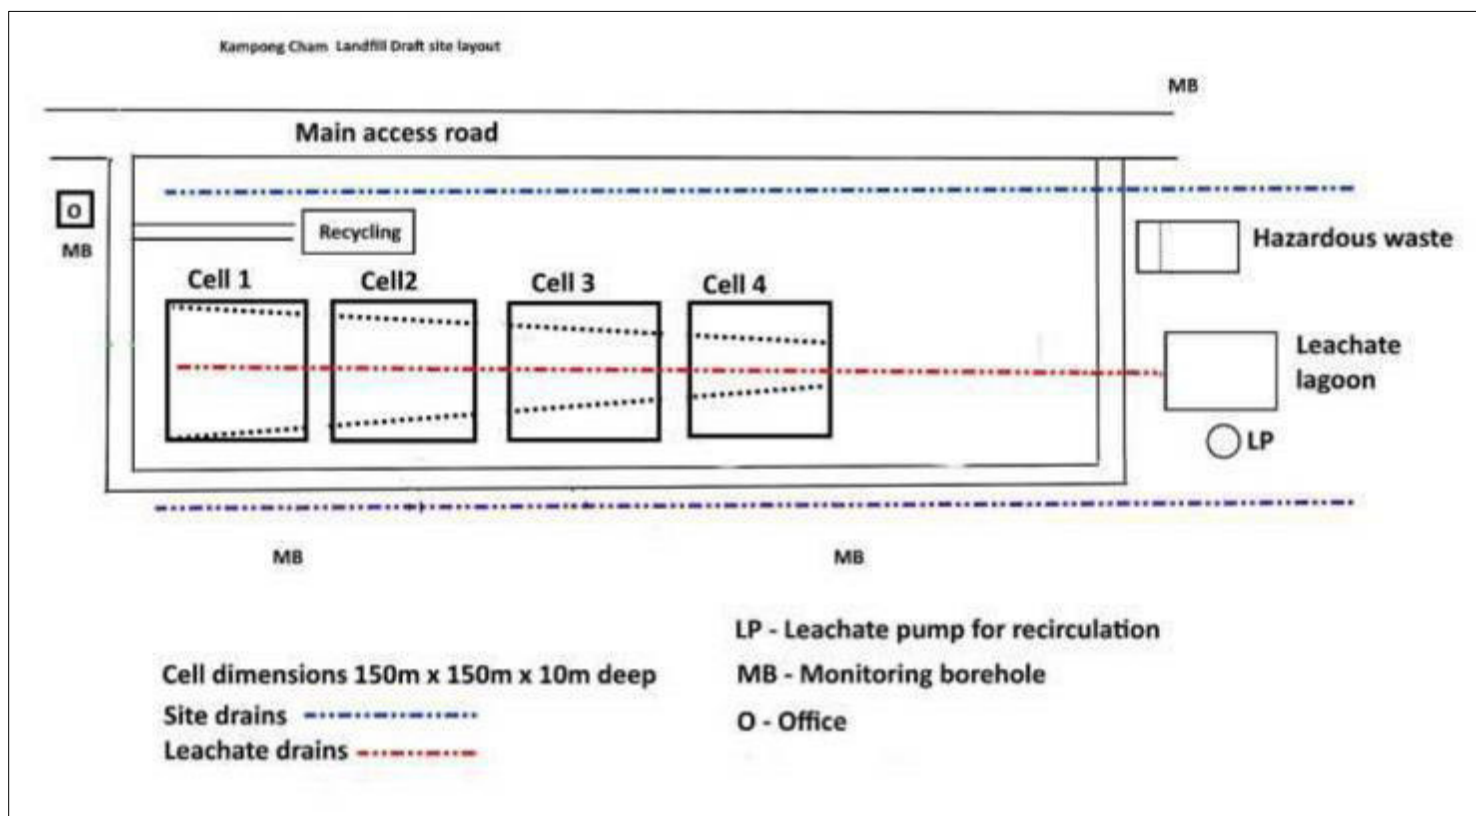 Kampong Cham Landfill Draft site layout
MB
Main access road
O
MB
Recycling
Hazardous waste
Cell 1
Cell2
Cell 3
Cell 4
Leachate
lagoon
LP
MB
MB
LP - Leachate pump for recirculation
Cell dimensions 150m x 150m x 10m deep
MB - Monitoring borehole
Site drains
O - Office
Leachate drains